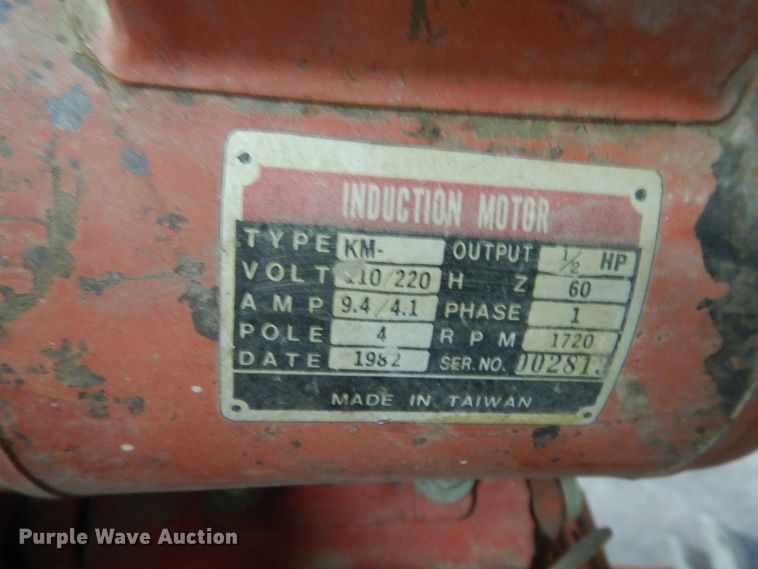 INDUCTION MOTOR
TYPE KM- OUTPUT 1/2 HP
VOLT 110/220 HZ 60
AMP 9.4/4.1 PHASE 1
POLE 4 RPM 1720
DATE 1982 SER.NO. 002813
MADE IN TAIWAN
Purple Wave Auction